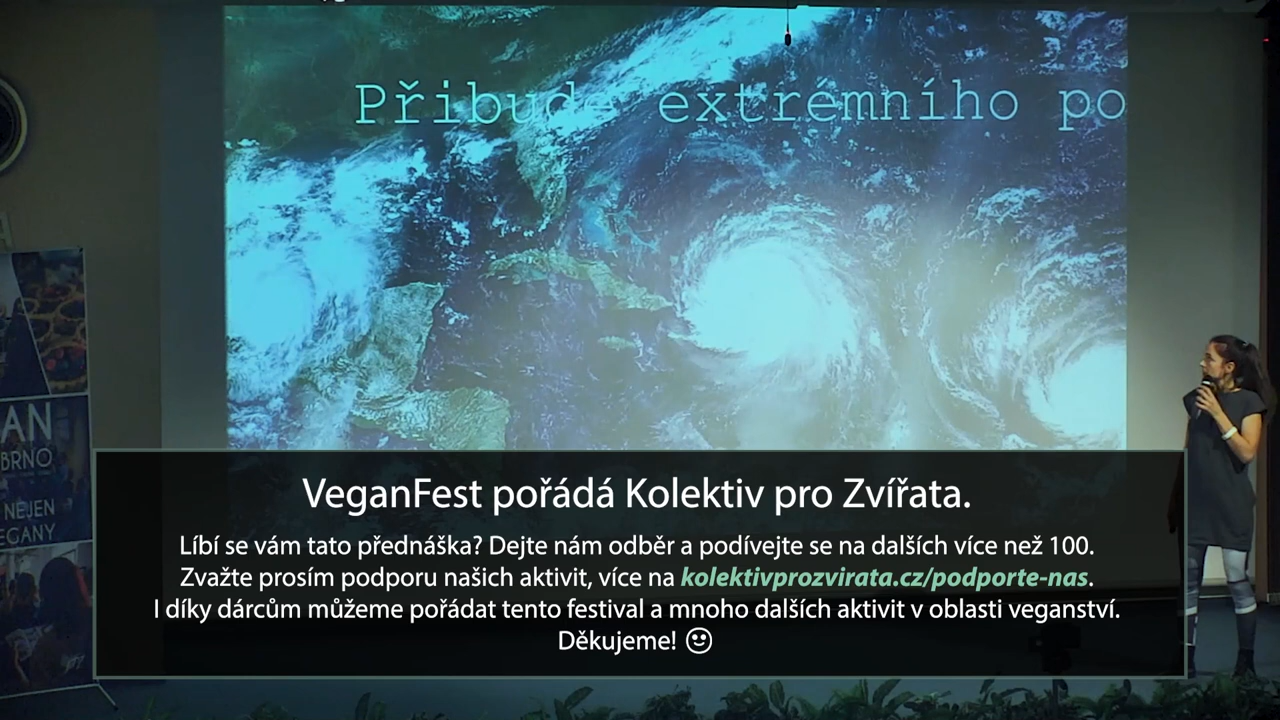 Přibude extrémního po
AN
BRNO
NEJEN
EGANY
VeganFest pořádá Kolektiv pro Zvířata.
Líbí se vám tato přednáška? Dejte nám odběr a podívejte se na dalších více než 100.
Zvažte prosím podporu našich aktivit, více na kolektivprozvirata.cz/podporte-nas.
I díky dárcům můžeme pořádat tento festival a mnoho dalších aktivit v oblasti veganství.
Děkujeme! 🙂